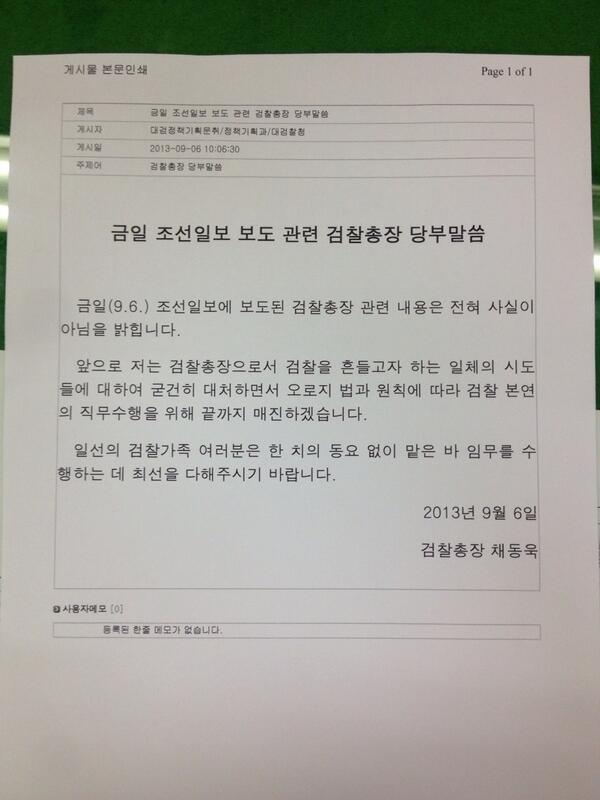 게시물 본문인쇄
Page 1 of 1
제목 금일 조선일보 보도 관련 검찰총장 당부말씀
게시자 대검정책기획문취/정책기획과/대검찰청
게시일 2013-09-06 10:06:30
주제어 검찰총장 당부말씀
금일 조선일보 보도 관련 검찰총장 당부말씀
금일(9.6.) 조선일보에 보도된 검찰총장 관련 내용은 전혀 사실이
아님을 밝힙니다.
앞으로 저는 검찰총장으로서 검찰을 흔들고자 하는 일체의 시도
들에 대하여 굳건히 대처하면서 오로지 법과 원칙에 따라 검찰 본연
의 직무수행을 위해 끝까지 매진하겠습니다.
일선의 검찰가족 여러분은 한 치의 동요 없이 맡은 바 임무를 수
행하는 데 최선을 다해주시기 바랍니다.
2013년 9월 6일
검찰총장 채동욱
사용자메모 [0]
등록된 한줄 메모가 없습니다.